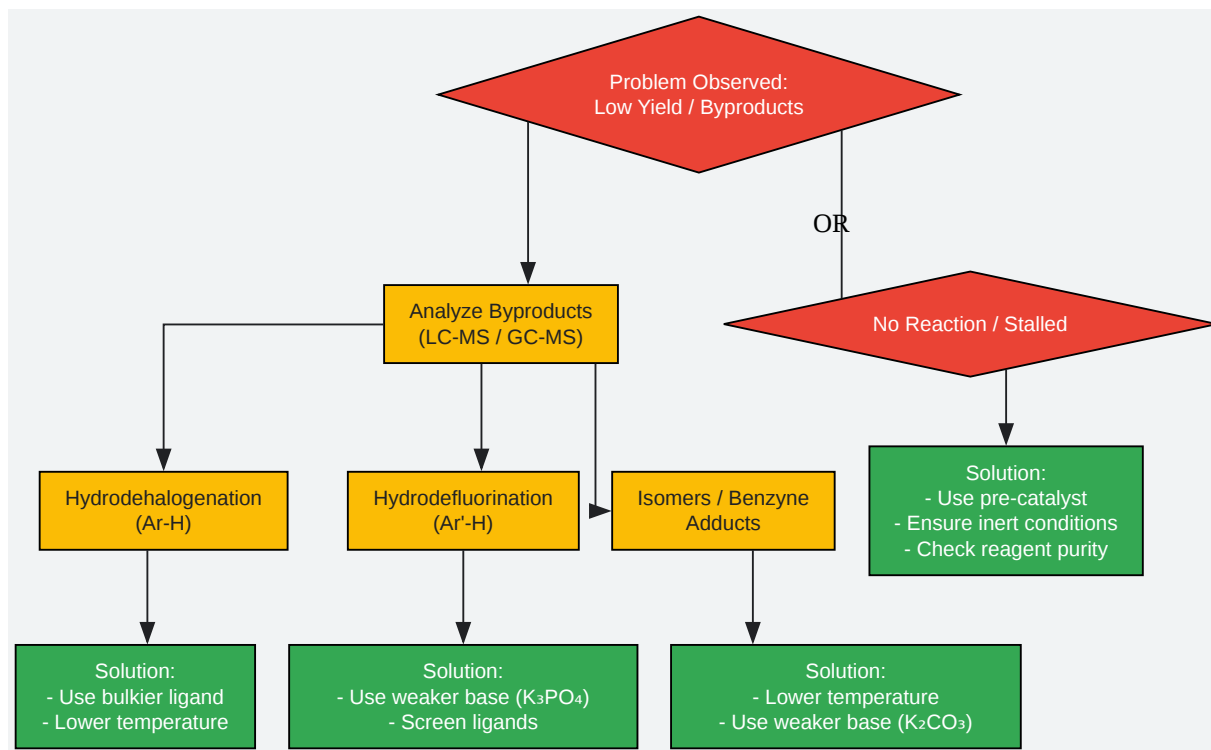 Problem Observed:
Low Yield / Byproducts
OR
Analyze Byproducts
(LC-MS / GC-MS)
No Reaction / Stalled
Hydrodehalogenation
(Ar-H)
Hydrodefluorination
(Ar'-H)
Isomers / Benzyne
Adducts
Solution:
- Use pre-catalyst
- Ensure inert conditions
- Check reagent purity
Solution:
- Use bulkier ligand
- Lower temperature
Solution:
- Use weaker base (K₃PO₄)
- Screen ligands
Solution:
- Lower temperature
- Use weaker base (K₂CO₃)